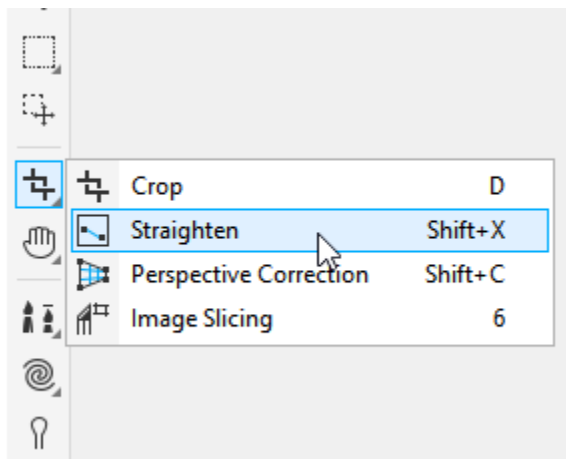 Crop D
Straighten Shift+X
Perspective Correction Shift+C
Image Slicing 6